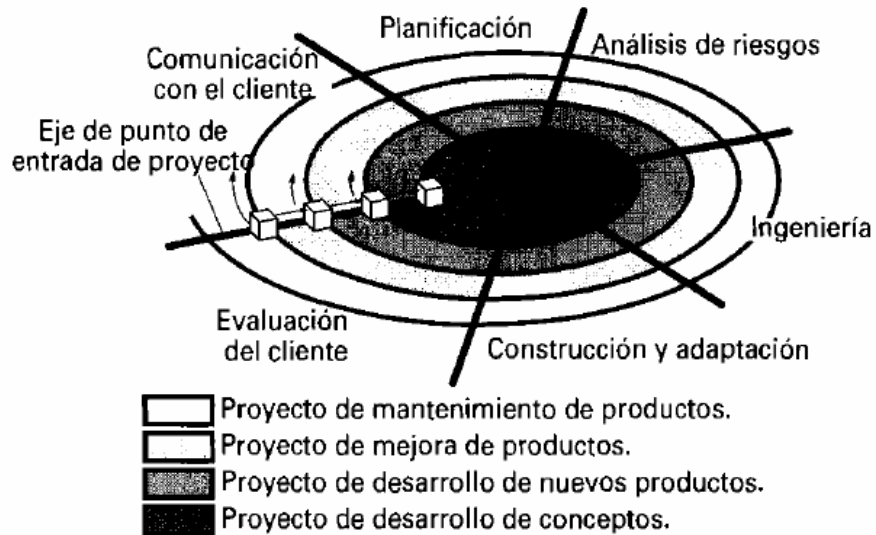 Planificación
Análisis de riesgos
Comunicación
con el cliente
Eje de punto de
entrada de proyecto
Ingeniería
Evaluación
del cliente
Construcción y adaptación
Proyecto de mantenimiento de productos.
Proyecto de mejora de productos.
Proyecto de desarrollo de nuevos productos.
Proyecto de desarrollo de conceptos.